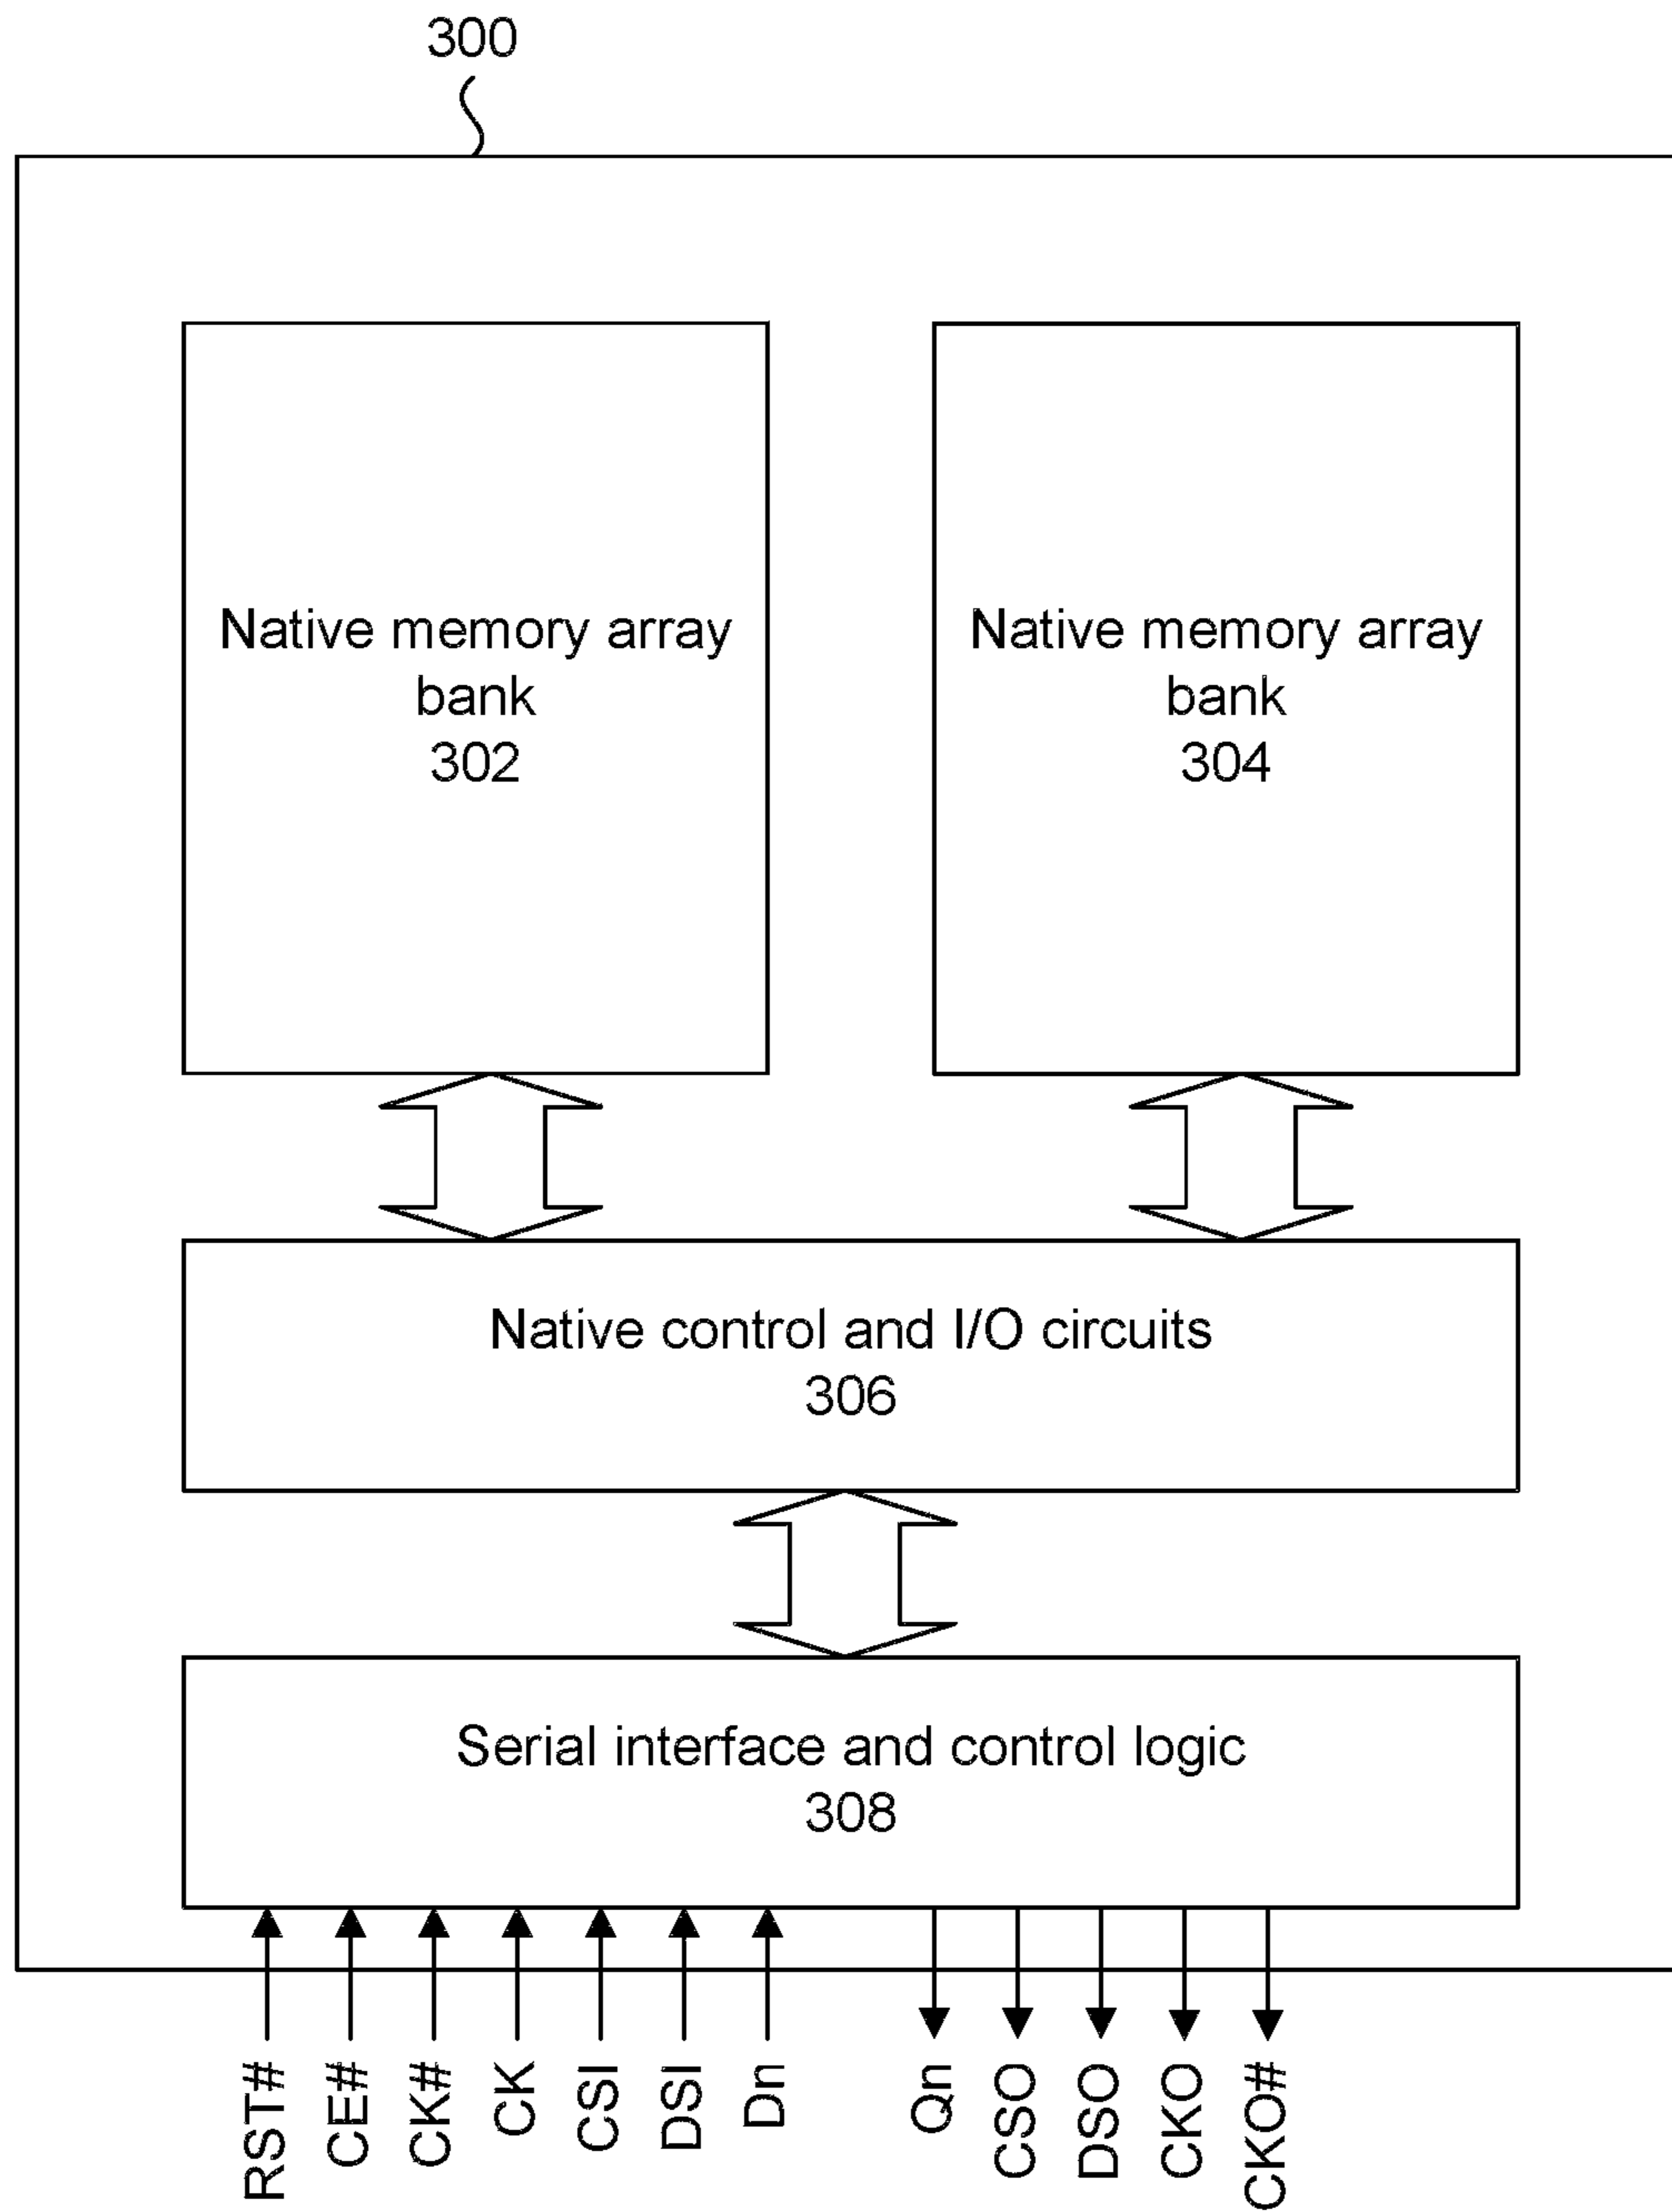 300
Native memory array
bank
302
Native memory array
bank
304
Native control and I/O circuits
306
Serial interface and control logic
308
RST#
CE#
CK#
CK
CSI
DSI
Dn
Qn
CSO
DSO
CKO
CKO#